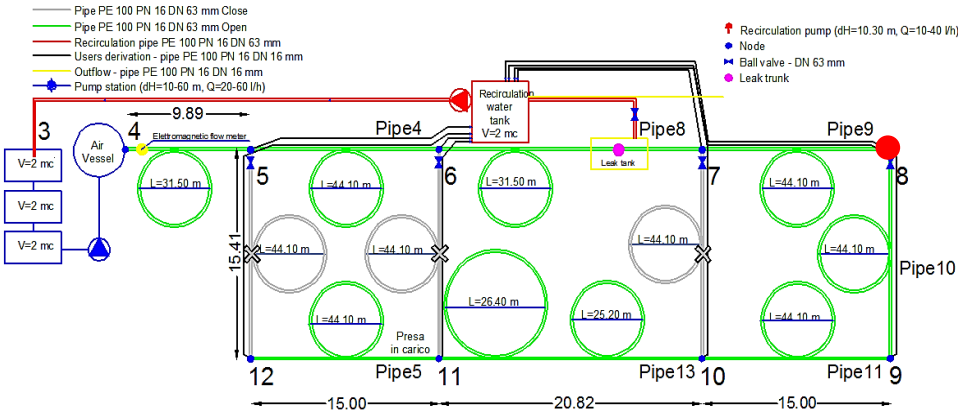 Pipe PE 100 PN 16 DN 63 mm Close
Pipe PE 100 PN 16 DN 63 mm Open
Recirculation pipe PE 100 PN 16 DN 63 mm
Users derivation - pipe PE 100 PN 16 DN 16 mm
Outflow - pipe PE 100 PN 16 DN 16 mm
Pump station (dH=10-60 m, Q=20-60 l/h)
Recirculation pump (dH=10.30 m, Q=10-40 l/h)
Node
Ball valve - DN 63 mm
Leak trunk
9.89
3
4
Eletromagnetic flow meter
Pipe4
Recirculation
water
tank
V=2 mc
Pipe8
Pipe9
Air
Vessel
V=2 mc
V=2 mc
V=2 mc
5
6
Leak tank
7
8
L=31.50 m
L=44.10 m
L=31.50 m
L=44.10 m
15.41
L=44.10 m
L=44.10 m
L=44.10 m
L=44.10 m
Pipe10
L=44.10 m
L=26.40 m
L=25.20 m
L=44.10 m
Presa
in carico
12
Pipe5
11
Pipe13
10
Pipe11
9
15.00
20.82
15.00